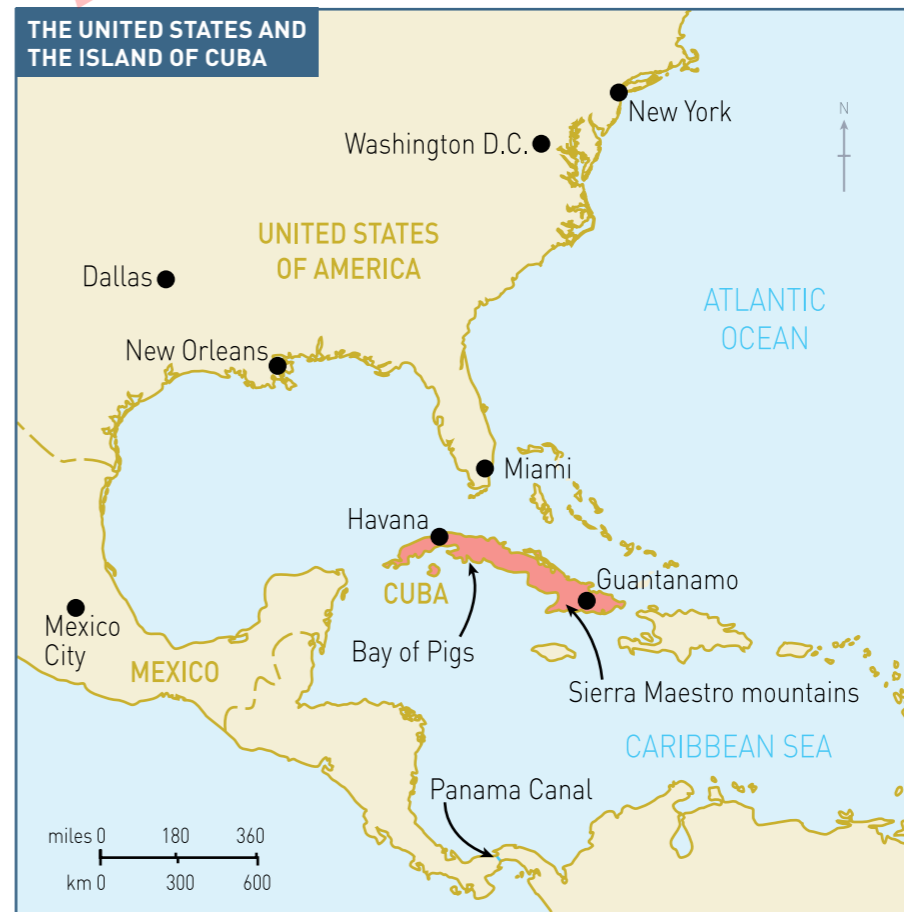 THE UNITED STATES AND
THE ISLAND OF CUBA
New York
N
Washington D.C.
UNITED STATES
OF AMERICA
Dallas
ATLANTIC
OCEAN
New Orleans
Miami
Havana
Guantanamo
CUBA
Mexico
City
Bay of Pigs
MEXICO
Sierra Maestro mountains
CARIBBEAN SEA
Panama Canal
miles 0 180 360
km 0 300 600